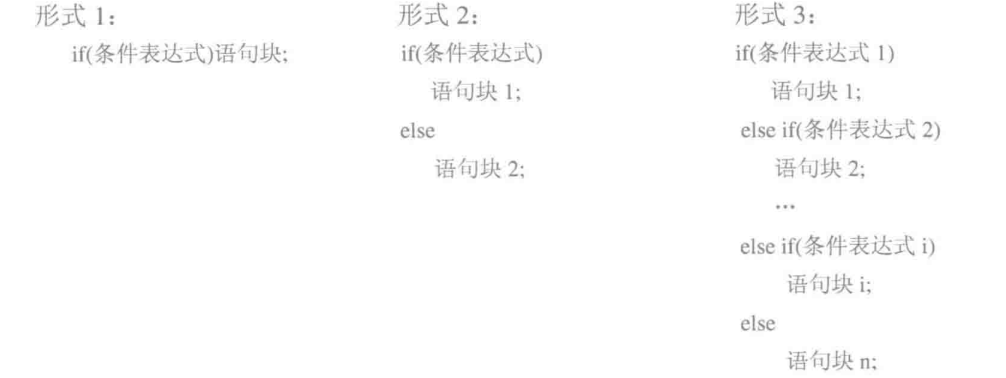 形式 1：
if(条件表达式)语句块;
形式 2：
if(条件表达式)
语句块 1;
else
语句块 2;
形式 3：
if(条件表达式 1)
语句块 1;
else if(条件表达式 2)
语句块 2;
…
else if(条件表达式 i)
语句块 i;
else
语句块 n;